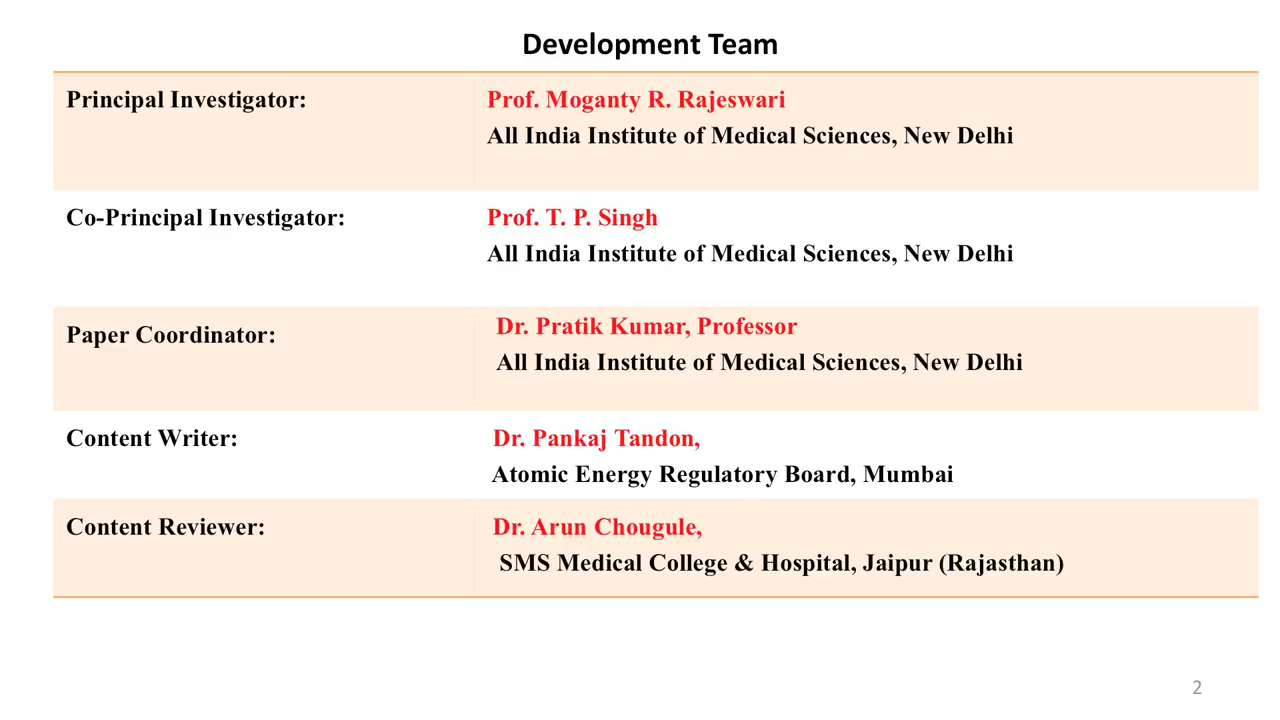 Development Team
Principal Investigator:
Prof. Moganty R. Rajeswari
All India Institute of Medical Sciences, New Delhi
Co-Principal Investigator:
Prof. T. P. Singh
All India Institute of Medical Sciences, New Delhi
Paper Coordinator:
Dr. Pratik Kumar, Professor
All India Institute of Medical Sciences, New Delhi
Content Writer:
Dr. Pankaj Tandon,
Atomic Energy Regulatory Board, Mumbai
Content Reviewer:
Dr. Arun Chougule,
SMS Medical College & Hospital, Jaipur (Rajasthan)
2